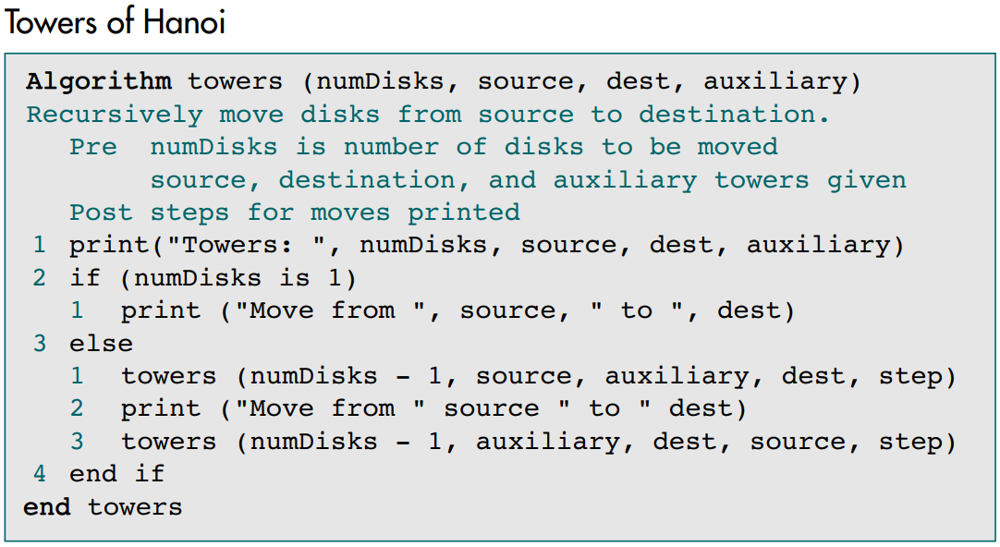 Towers of Hanoi
Algorithm towers (numDisks, source, dest, auxiliary)
Recursively move disks from source to destination.
Pre numDisks is number of disks to be moved
source, destination, and auxiliary towers given
Post steps for moves printed
1 print("Towers: ", numDisks, source, dest, auxiliary)
2 if (numDisks is 1)
1 print ("Move from ", source, " to ", dest)
3 else
1 towers (numDisks - 1, source, auxiliary, dest, step)
2 print ("Move from " source " to " dest)
3 towers (numDisks - 1, auxiliary, dest, source, step)
4 end if
end towers